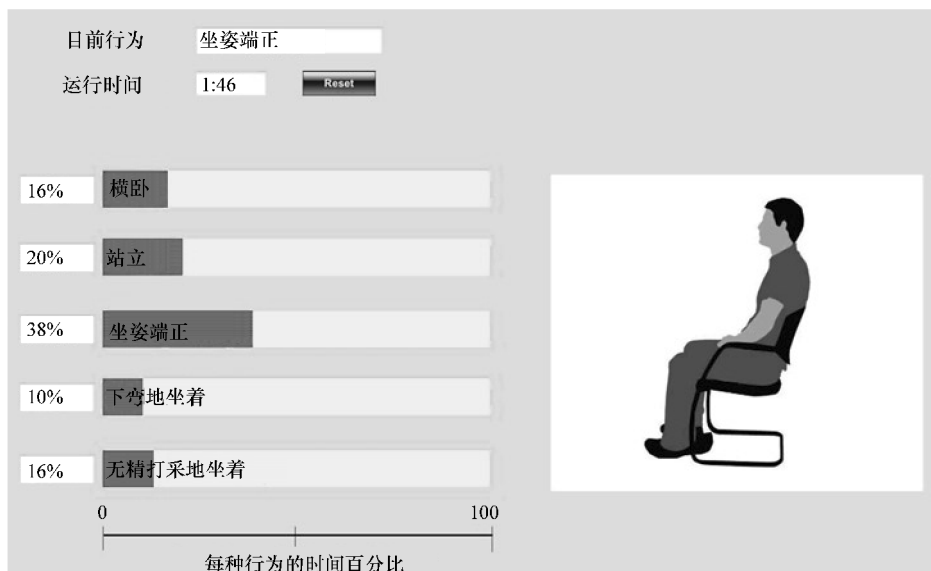 日前行为 坐姿端正
运行时间 1:46 Reset
16% 横卧
20% 站立
38% 坐姿端正
10% 下弯地坐着
16% 无精打采地坐着
0 100
每种行为的时间百分比